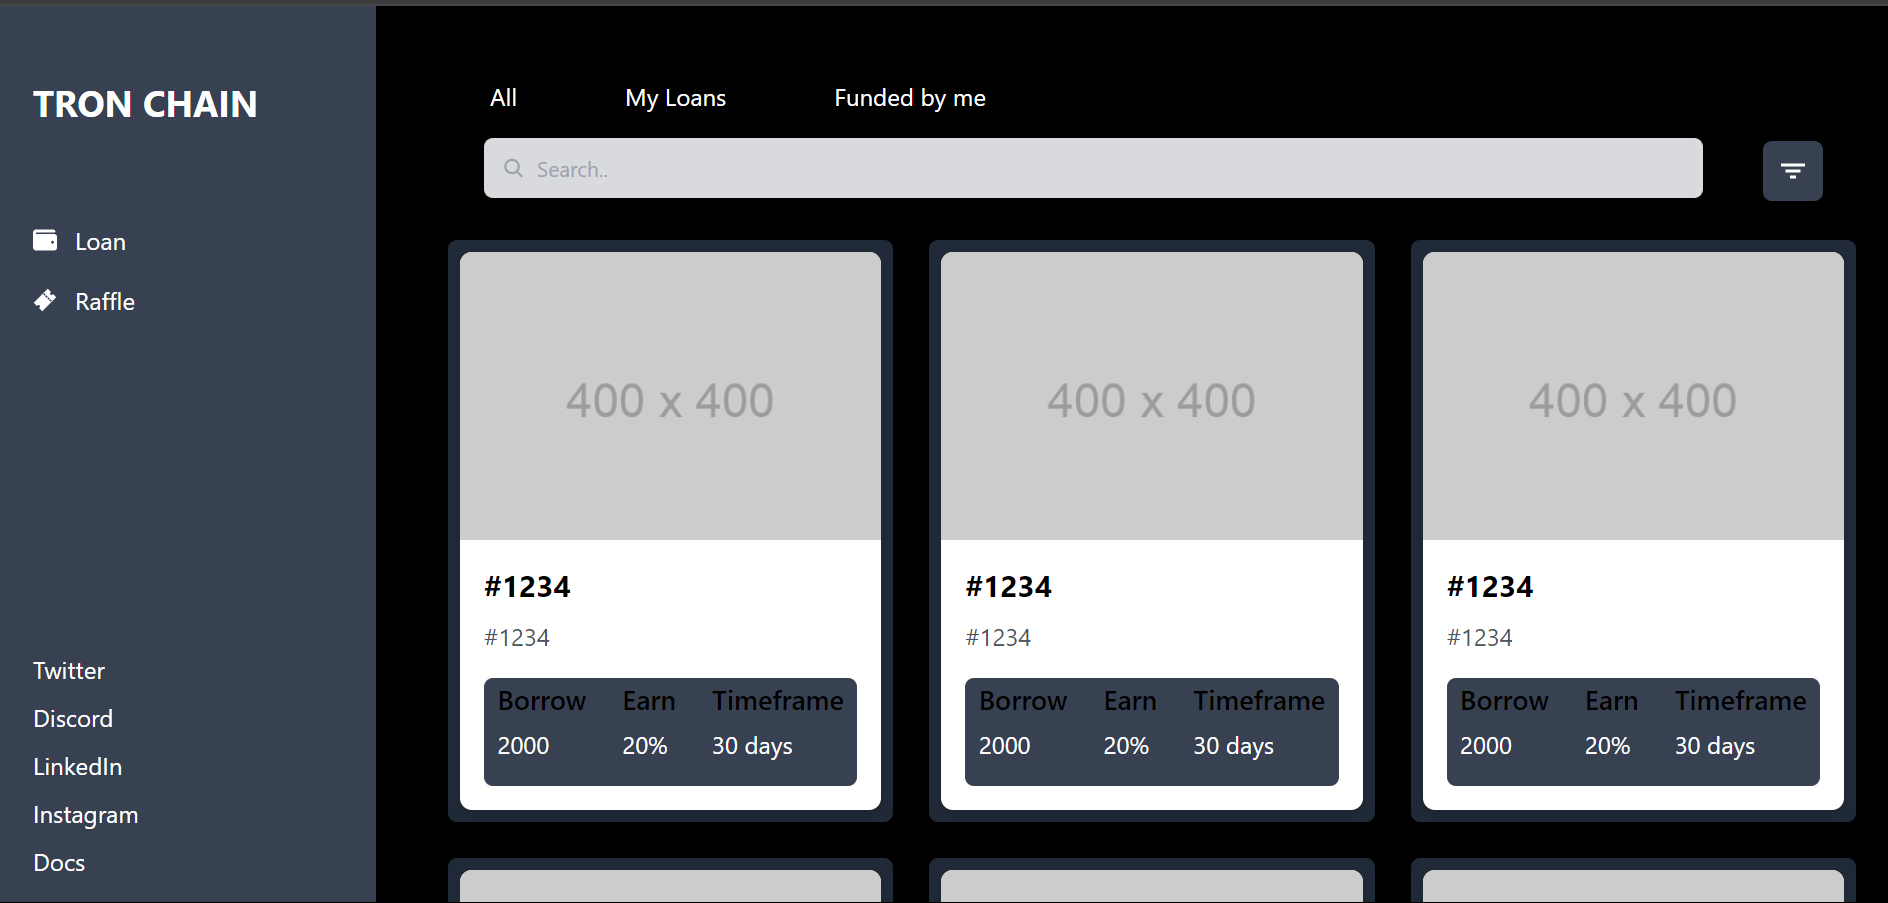 TRON CHAIN
Loan
Raffle
Twitter
Discord
LinkedIn
Instagram
Docs
All My Loans Funded by me
Search..
400 x 400
#1234
#1234
Borrow Earn Timeframe
2000 20% 30 days
400 x 400
#1234
#1234
Borrow Earn Timeframe
2000 20% 30 days
400 x 400
#1234
#1234
Borrow Earn Timeframe
2000 20% 30 days